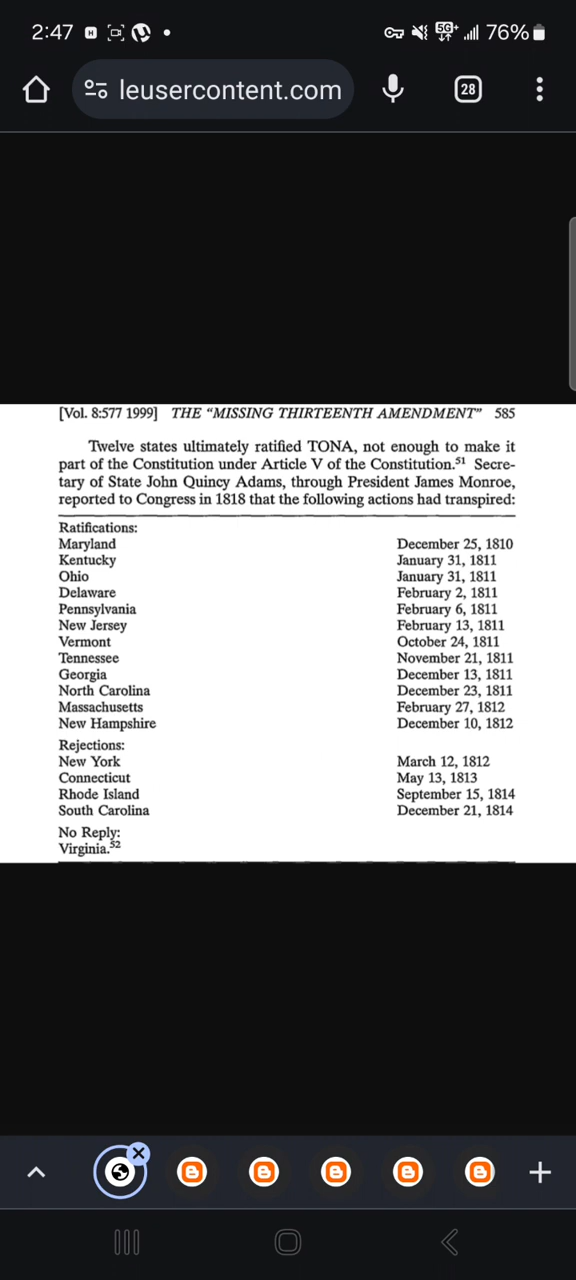 2:47
5G+
76%
leusercontent.com
28
[Vol. 8:577 1999] THE “MISSING THIRTEENTH AMENDMENT” 585
Twelve states ultimately ratified TONA, not enough to make it
part of the Constitution under Article V of the Constitution.51 Secre-
tary of State John Quincy Adams, through President James Monroe,
reported to Congress in 1818 that the following actions had transpired:
Ratifications:
Maryland December 25, 1810
Kentucky January 31, 1811
Ohio January 31, 1811
Delaware February 2, 1811
Pennsylvania February 6, 1811
New Jersey February 13, 1811
Vermont October 24, 1811
Tennessee November 21, 1811
Georgia December 13, 1811
North Carolina December 23, 1811
Massachusetts February 27, 1812
New Hampshire December 10, 1812
Rejections:
New York March 12, 1812
Connecticut May 13, 1813
Rhode Island September 15, 1814
South Carolina December 21, 1814
No Reply:
Virginia.52